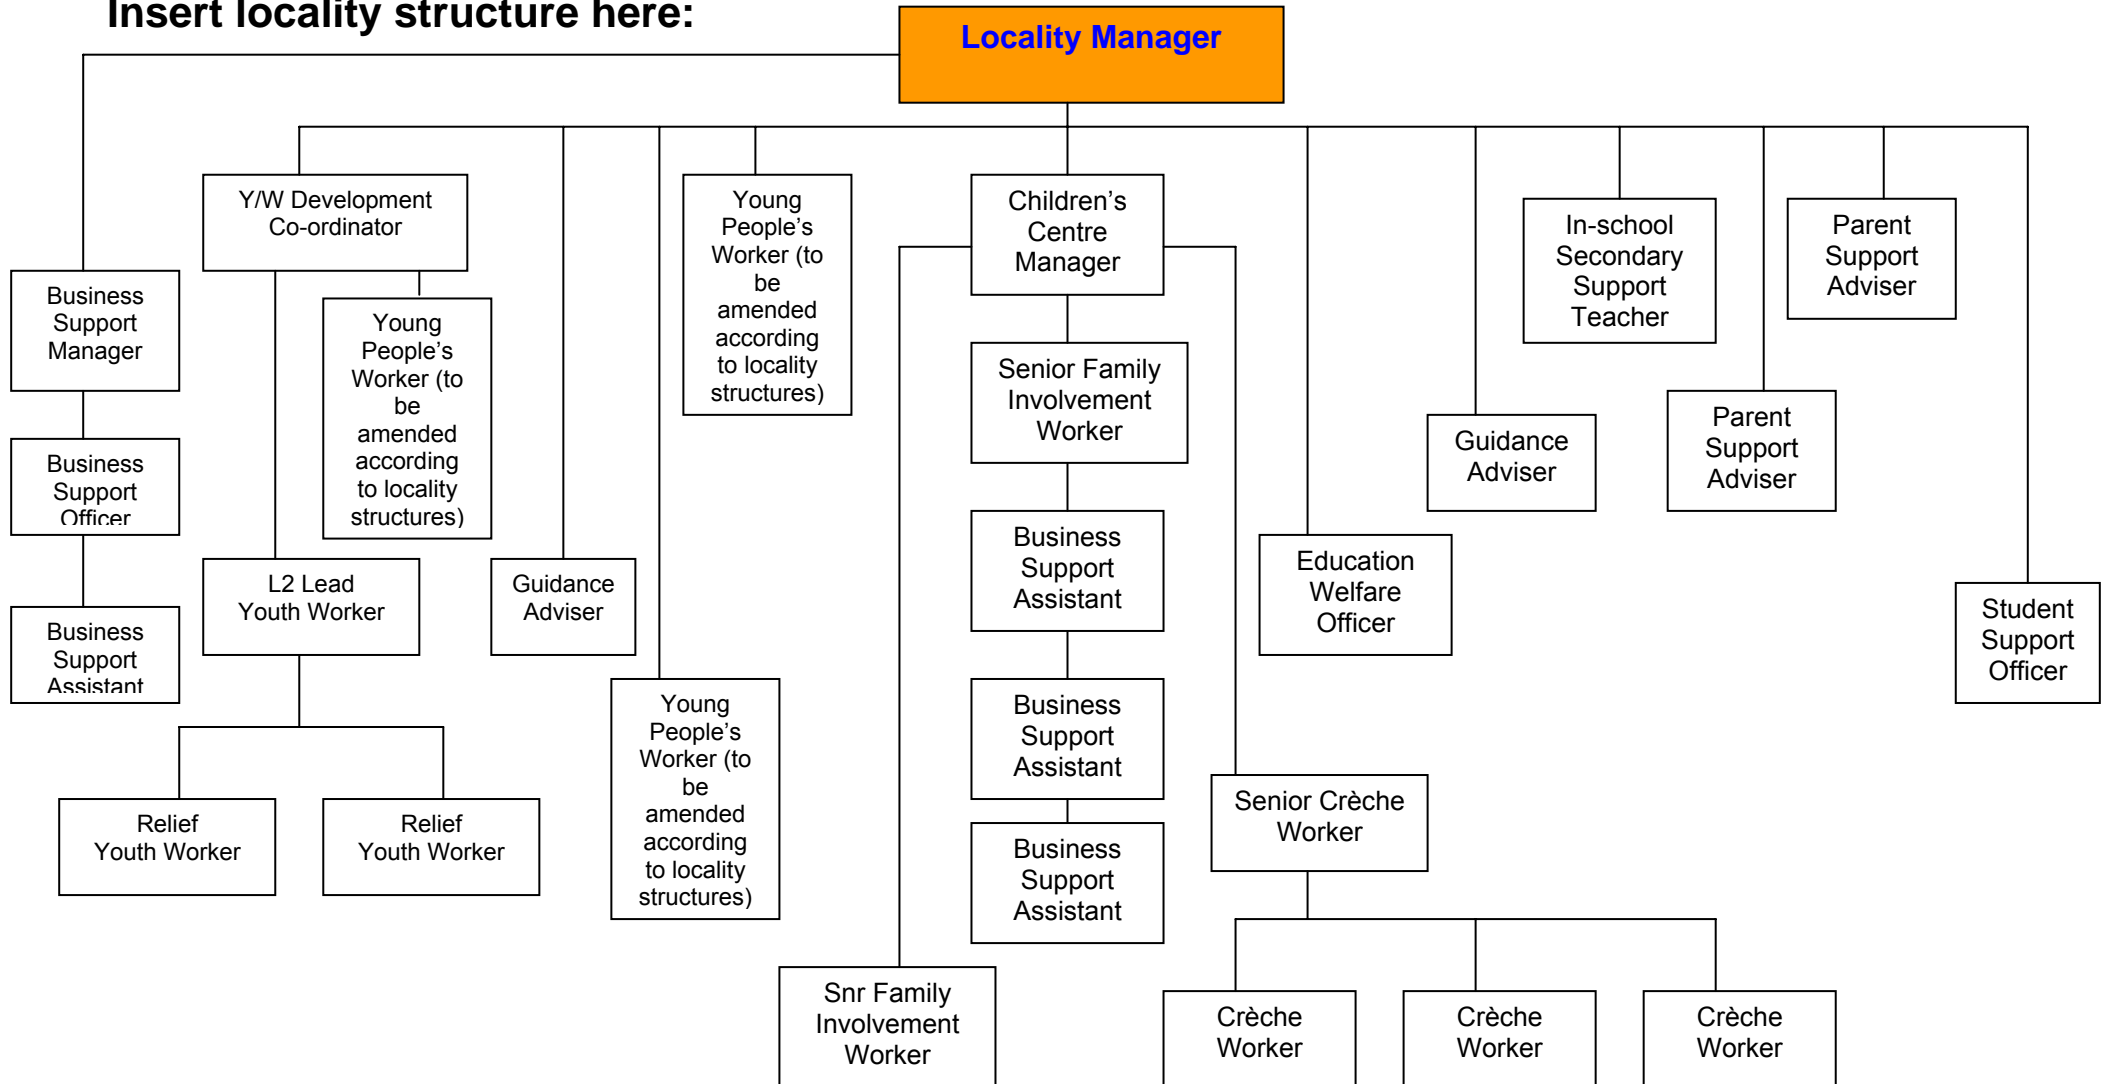 Insert locality structure here:
Locality Manager
Business
Support
Manager
Business
Support
Officer
Business
Support
Assistant
Y/W Development
Co-ordinator
Young
People's
Worker (to
be
amended
according
to locality
structures)
L2 Lead
Youth Worker
Relief
Youth Worker
Relief
Youth Worker
Guidance
Adviser
Young
People’s
Worker (to
be
amended
according
to locality
structures)
Young
People’s
Worker (to
be
amended
according
to locality
structures)
Children’s
Centre
Manager
Senior Family
Involvement
Worker
Business
Support
Assistant
Business
Support
Assistant
Business
Support
Assistant
Snr Family
Involvement
Worker
Senior Crèche
Worker
Crèche
Worker
Crèche
Worker
Crèche
Worker
Education
Welfare
Officer
Guidance
Adviser
In-school
Secondary
Support
Teacher
Parent
Support
Adviser
Parent
Support
Adviser
Student
Support
Officer